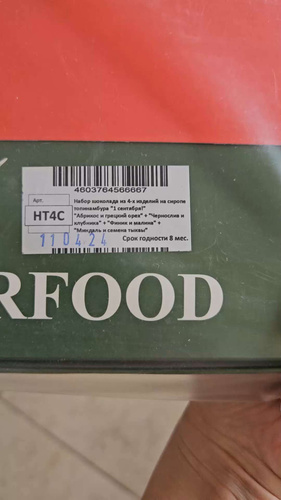 4603764566667
Арт.
НТ4С
Набор шоколада из 4-х изделий на сиропе
топинамбура "1 сентября!"
"Абрикос и грецкий орех" + "Чернослив и
клубника" + "Финик и малина" +
"Миндаль и семена тыквы"
110424
Срок годности 8 мес.
RFOOD